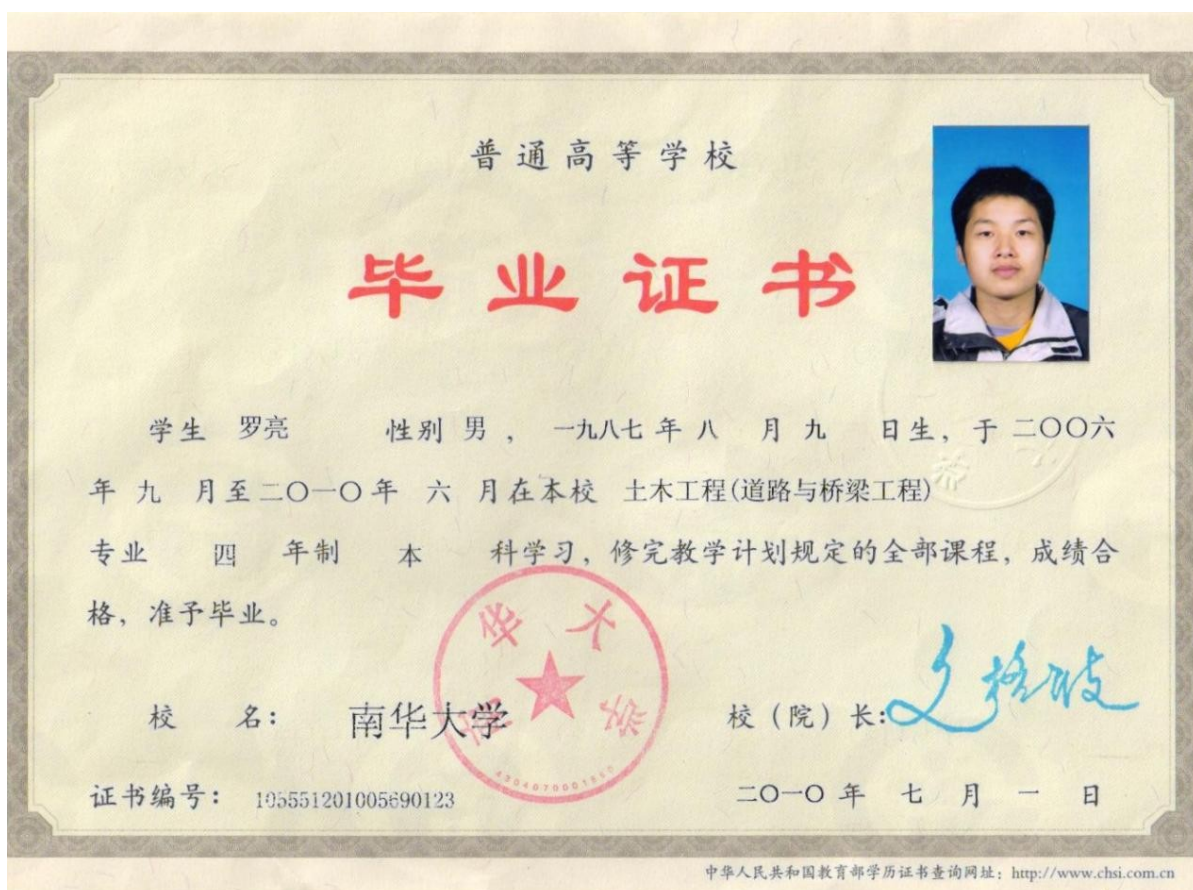 普通高等学校
毕业证书
学生 罗亮 性别 男 , 一九八七 年 八 月 九 日生, 于 二〇〇六
年 九 月至 二〇一〇 年 六 月在本校 土木工程(道路与桥梁工程)
专业 四 年制 本 科学习, 修完教学计划规定的全部课程, 成绩合
格, 准予毕业。
南华大学
校 名: 南华大学 校(院)长: 文格波
证书编号: 105551201005690123 二〇一〇 年 七 月 一 日
中华人民共和国教育部学历证书查询网址: http://www.chsi.com.cn